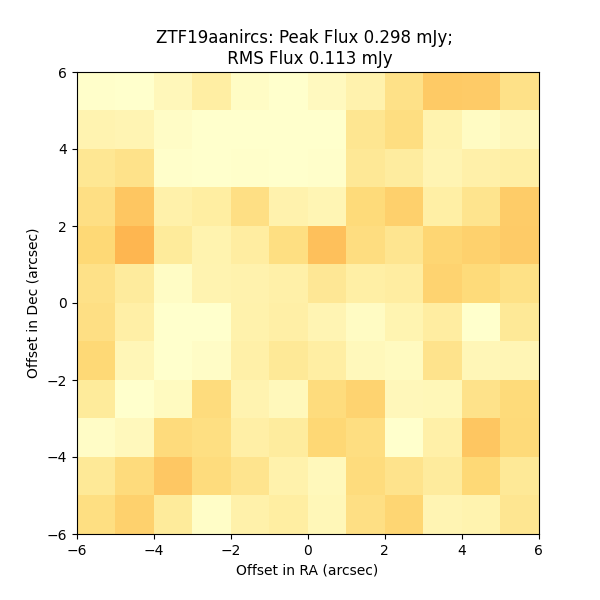 ZTF19aanircs: Peak Flux 0.298 mJy;
RMS Flux 0.113 mJy
6
4
2
0
−2
−4
−6
Offset in Dec (arcsec)
−6 −4 −2 0 2 4 6
Offset in RA (arcsec)